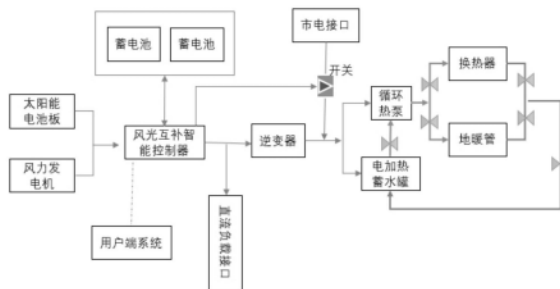 市电接口
蓄电池
蓄电池
开关
换热器
太阳能
电池板
循环
热泵
风光互补智
能控制器
逆变器
地暖管
风力发
电机
电加热
蓄水罐
用户端系统
直流负载接口